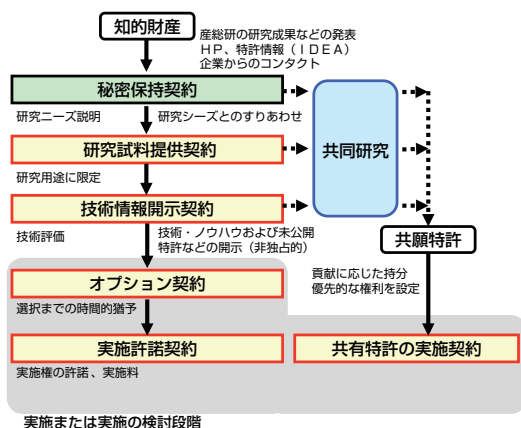 知的財産
産総研の研究成果などの発表
HP、特許情報（IDEA）
企業からのコンタクト
秘密保持契約
研究ニーズ説明
研究シーズとのすりあわせ
研究試料提供契約
研究用途に限定
技術情報開示契約
技術評価
技術・ノウハウおよび未公開
特許などの開示（非独占的）
共同研究
共願特許
貢献に応じた持分
優先的な権利を設定
オプション契約
選択までの時間的猶予
実施許諾契約
実施権の許諾、実施料
共有特許の実施契約
実施または実施の検討段階